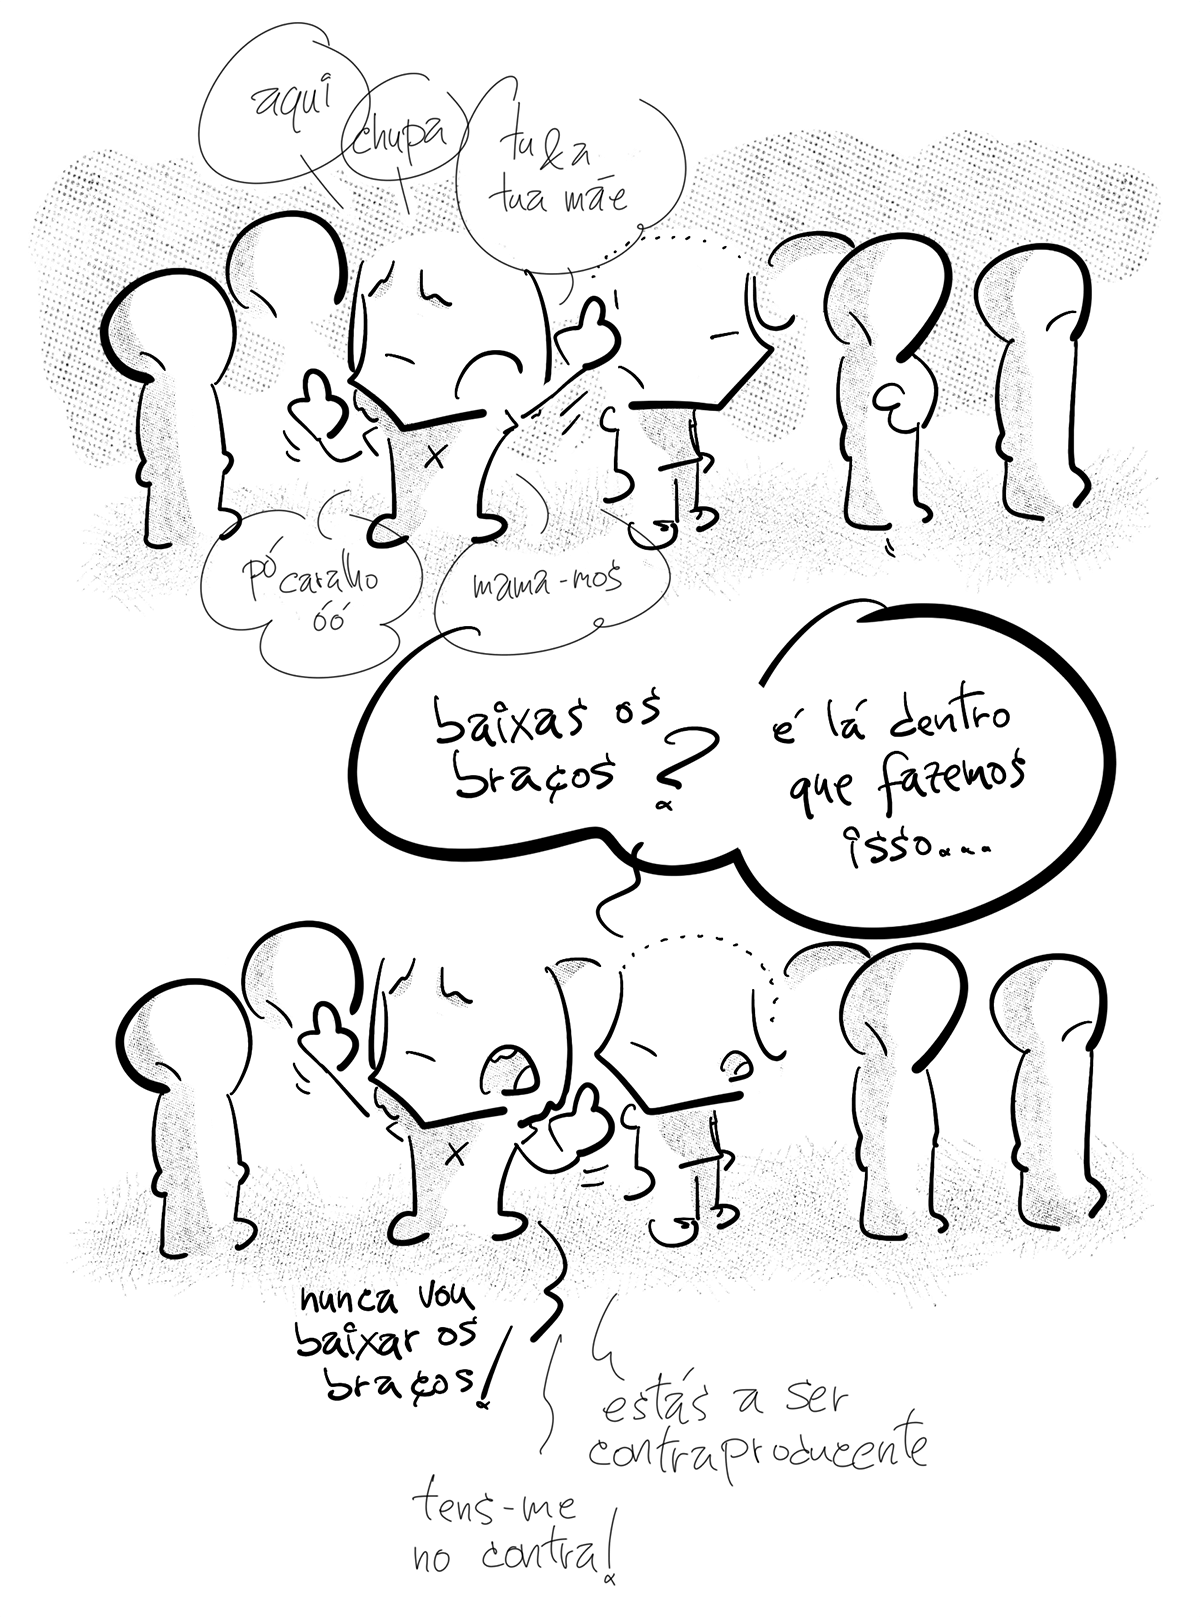 aqui
chupa
tu & a
tua mãe
pó caralho
óó
mama-mos
baixas os
braços?
é lá dentro
que fazemos
isso...
nunca vou
baixar os
braços!
estás a ser
contraproducente
tens-me
no contra!